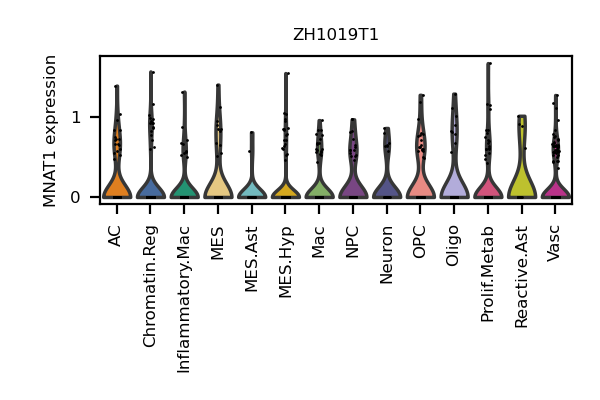 ZH1019T1
MNAT1 expression
1
0
AC
Chromatin.Reg
Inflammatory.Mac
MES
MES.Ast
MES.Hyp
Mac
NPC
Neuron
OPC
Oligo
Prolif.Metab
Reactive.Ast
Vasc